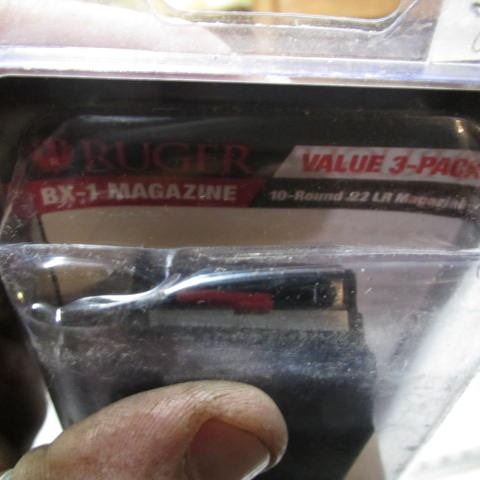 RUGER
VALUE 3-PACK
BX-1 MAGAZINE
10-Round .22 LR Magazine